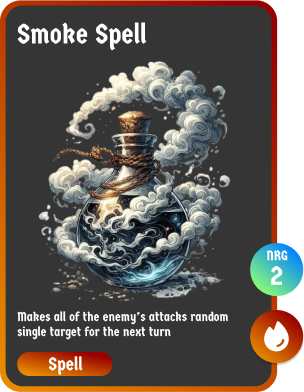 Smoke Spell
NRG
2
Makes all of the enemy's attacks random
single target for the next turn
Spell